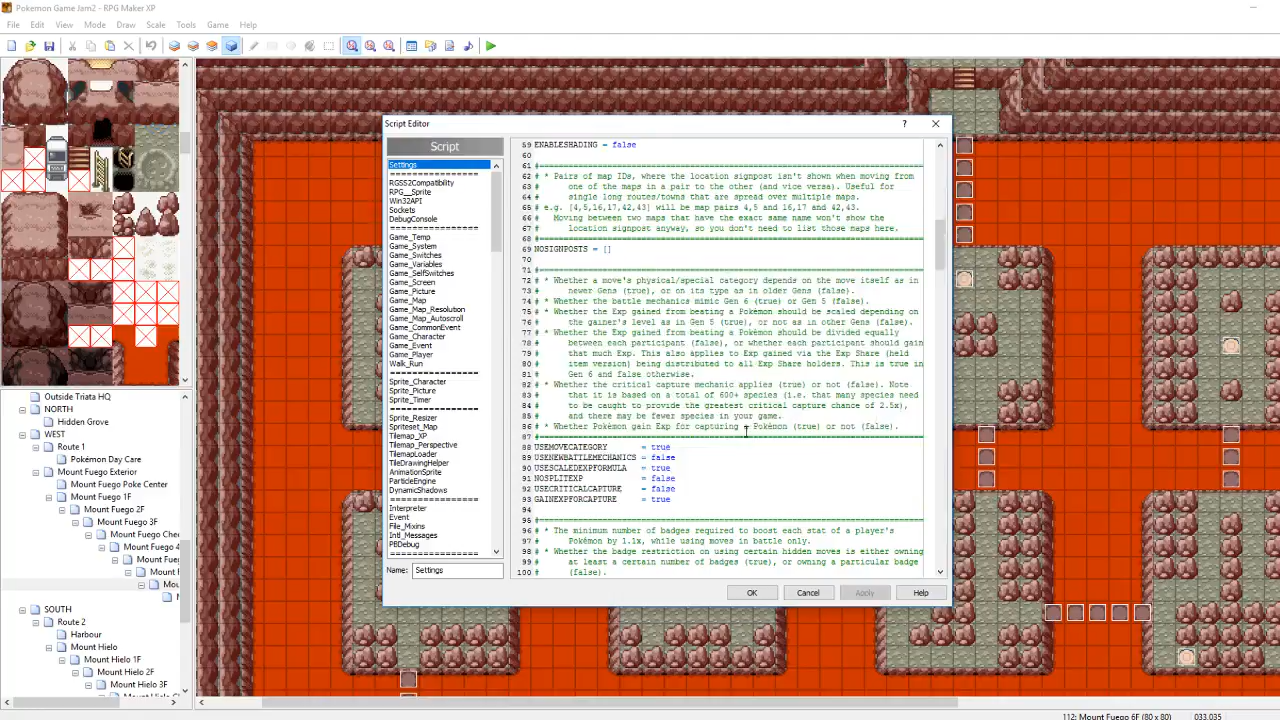 Pokemon Game Jam2 - RPG Maker XP
File Edit View Mode Draw Scale Tools Game Help
Outside Triata HQ
NORTH
Hidden Grove
WEST
Route 1
Pokémon Day Care
Mount Fuego Exterior
Mount Fuego Poke Center
Mount Fuego 1F
Mount Fuego 2F
Mount Fuego 3F
Mount Fuego Che
Mount Fuego 4
Mount Fue
Mount F
Mou
SOUTH
Route 2
Harbour
Mount Hielo
Mount Hielo 1F
Mount Hielo 2F
Mount Hielo 3F
Script Editor
Script
Settings
==================
RGSS2Compatibility
RPG__Sprite
Win32API
Sockets
DebugConsole
==================
Game_Temp
Game_System
Game_Switches
Game_Variables
Game_SelfSwitches
Game_Screen
Game_Picture
Game_Map
Game_Map_Resolution
Game_Map_Autoscroll
Game_CommonEvent
Game_Character
Game_Event
Game_Player
Walk_Run
==================
Sprite_Character
Sprite_Picture
Sprite_Timer
==================
Sprite_Resizer
Spriteset_Map
Tilemap_XP
Tilemap_Perspective
TilemapLoader
TileDrawingHelper
AnimationSprite
ParticleEngine
DynamicShadows
==================
Interpreter
Event
File_Mixins
Intl_Messages
PBDebug
==================
Name: Settings
59 ENABLESHADING = false
60
61 #===============================================================================
62 # * Pairs of map IDs, where the location signpost isn't shown when moving from
63 # one of the maps in a pair to the other (and vice versa). Useful for
64 # single long routes/towns that are spread over multiple maps.
65 # e.g. [4,5,16,17,42,43] will be map pairs 4,5 and 16,17 and 42,43.
66 # Moving between two maps that have the exact same name won't show the
67 # location signpost anyway, so you don't need to list those maps here.
68 #===============================================================================
69 NOSIGNPOSTS = []
70
71 #===============================================================================
72 # * Whether a move's physical/special category depends on the move itself as in
73 # newer Gens (true), or on its type as in older Gens (false).
74 # * Whether the battle mechanics mimic Gen 6 (true) or Gen 5 (false).
75 # * Whether the Exp gained from beating a Pokémon should be scaled depending on
76 # the gainer's level as in Gen 5 (true), or not as in other Gens (false).
77 # * Whether the Exp gained from beating a Pokémon should be divided equally
78 # between each participant (false), or whether each participant should gain
79 # that much Exp. This also applies to Exp gained via the Exp Share (held
80 # item version) being distributed to all Exp Share holders. This is true in
81 # Gen 6 and false otherwise.
82 # * Whether the critical capture mechanic applies (true) or not (false). Note
83 # that it is based on a total of 600+ species (i.e. that many species need
84 # to be caught to provide the greatest critical capture chance of 2.5x),
85 # and there may be fewer species in your game.
86 # * Whether Pokémon gain Exp for capturing a Pokémon (true) or not (false).
87 #===============================================================================
88 USEMOVECATEGORY = true
89 USENEWBATTLEMECHANICS = false
90 USESCALEDEXPFORMULA = true
91 NOSPLITEXP = false
92 USECRITICALCAPTURE = false
93 GAINEXPFORCAPTURE = true
94
95 #===============================================================================
96 # * The minimum number of badges required to boost each stat of a player's
97 # Pokémon by 1.1x, while using moves in battle only.
98 # * Whether the badge restriction on using certain hidden moves is either owning
99 # at least a certain number of badges (true), or owning a particular badge
100 # (false).
OK Cancel Apply Help
112: Mount Fuego 6F (80 x 80) 033,035